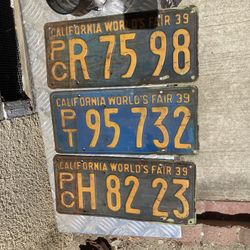 CALIFORNIA WORLD'S FAIR 39
PC R 75 98
CALIFORNIA WORLD'S FAIR 39
PT 95 732
CALIFORNIA WORLD'S FAIR 39
PC H 82 23